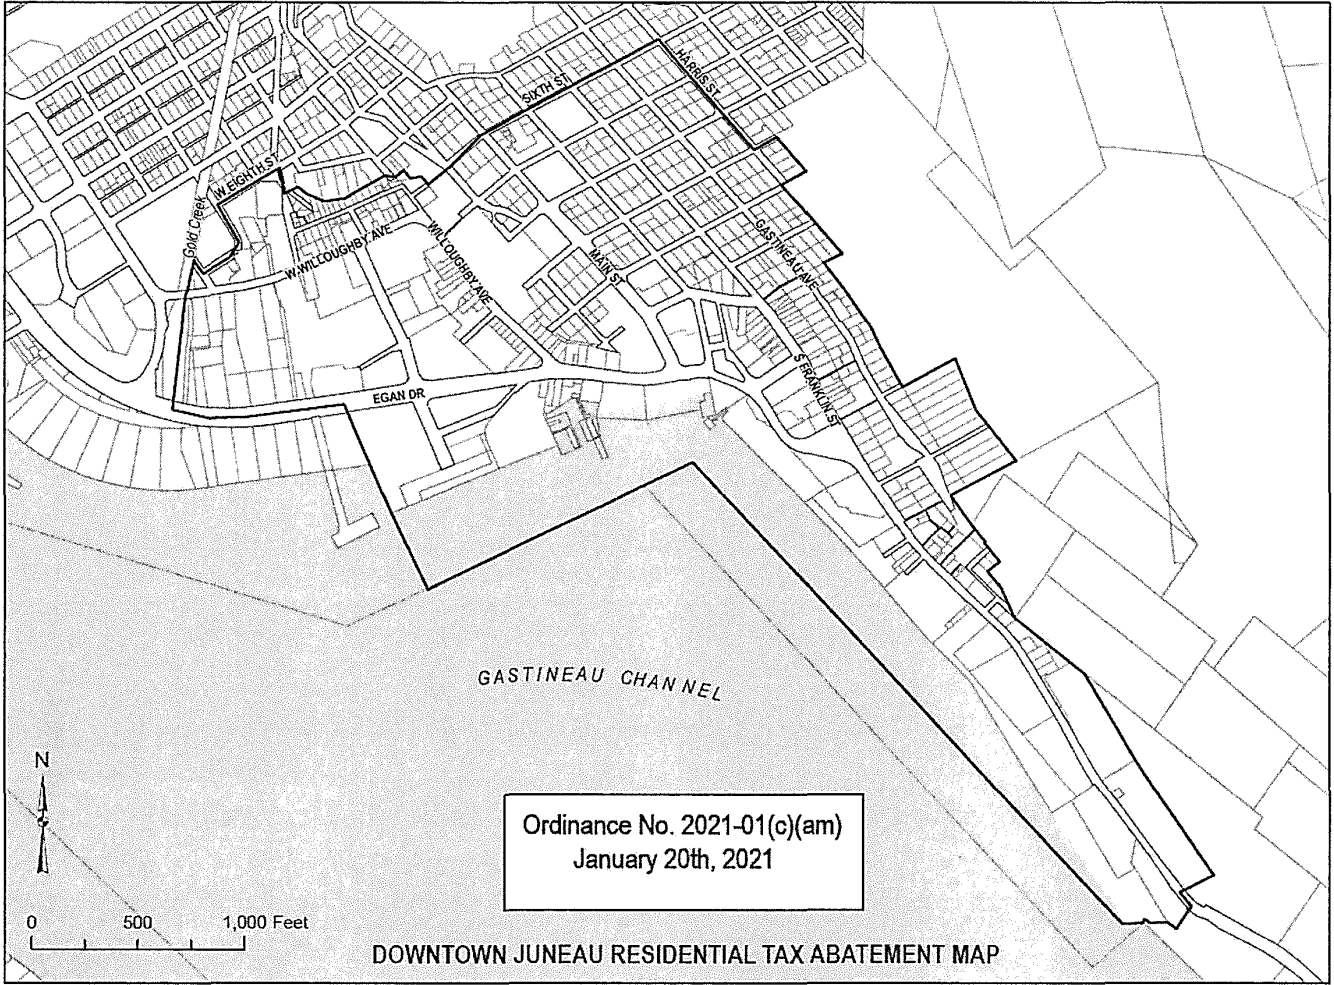 SIXTH ST
HARRIS ST
W. EIGHTH ST
Gold Creek
W. WILLOUGHBY AVE
WILLOUGHBY AVE
MAIN ST
GASTINEAU AVE
S FRANKLIN ST
EGAN DR
GASTINEAU CHANNEL
N
0 500 1,000 Feet
Ordinance No. 2021-01(c)(am)
January 20th, 2021
DOWNTOWN JUNEAU RESIDENTIAL TAX ABATEMENT MAP